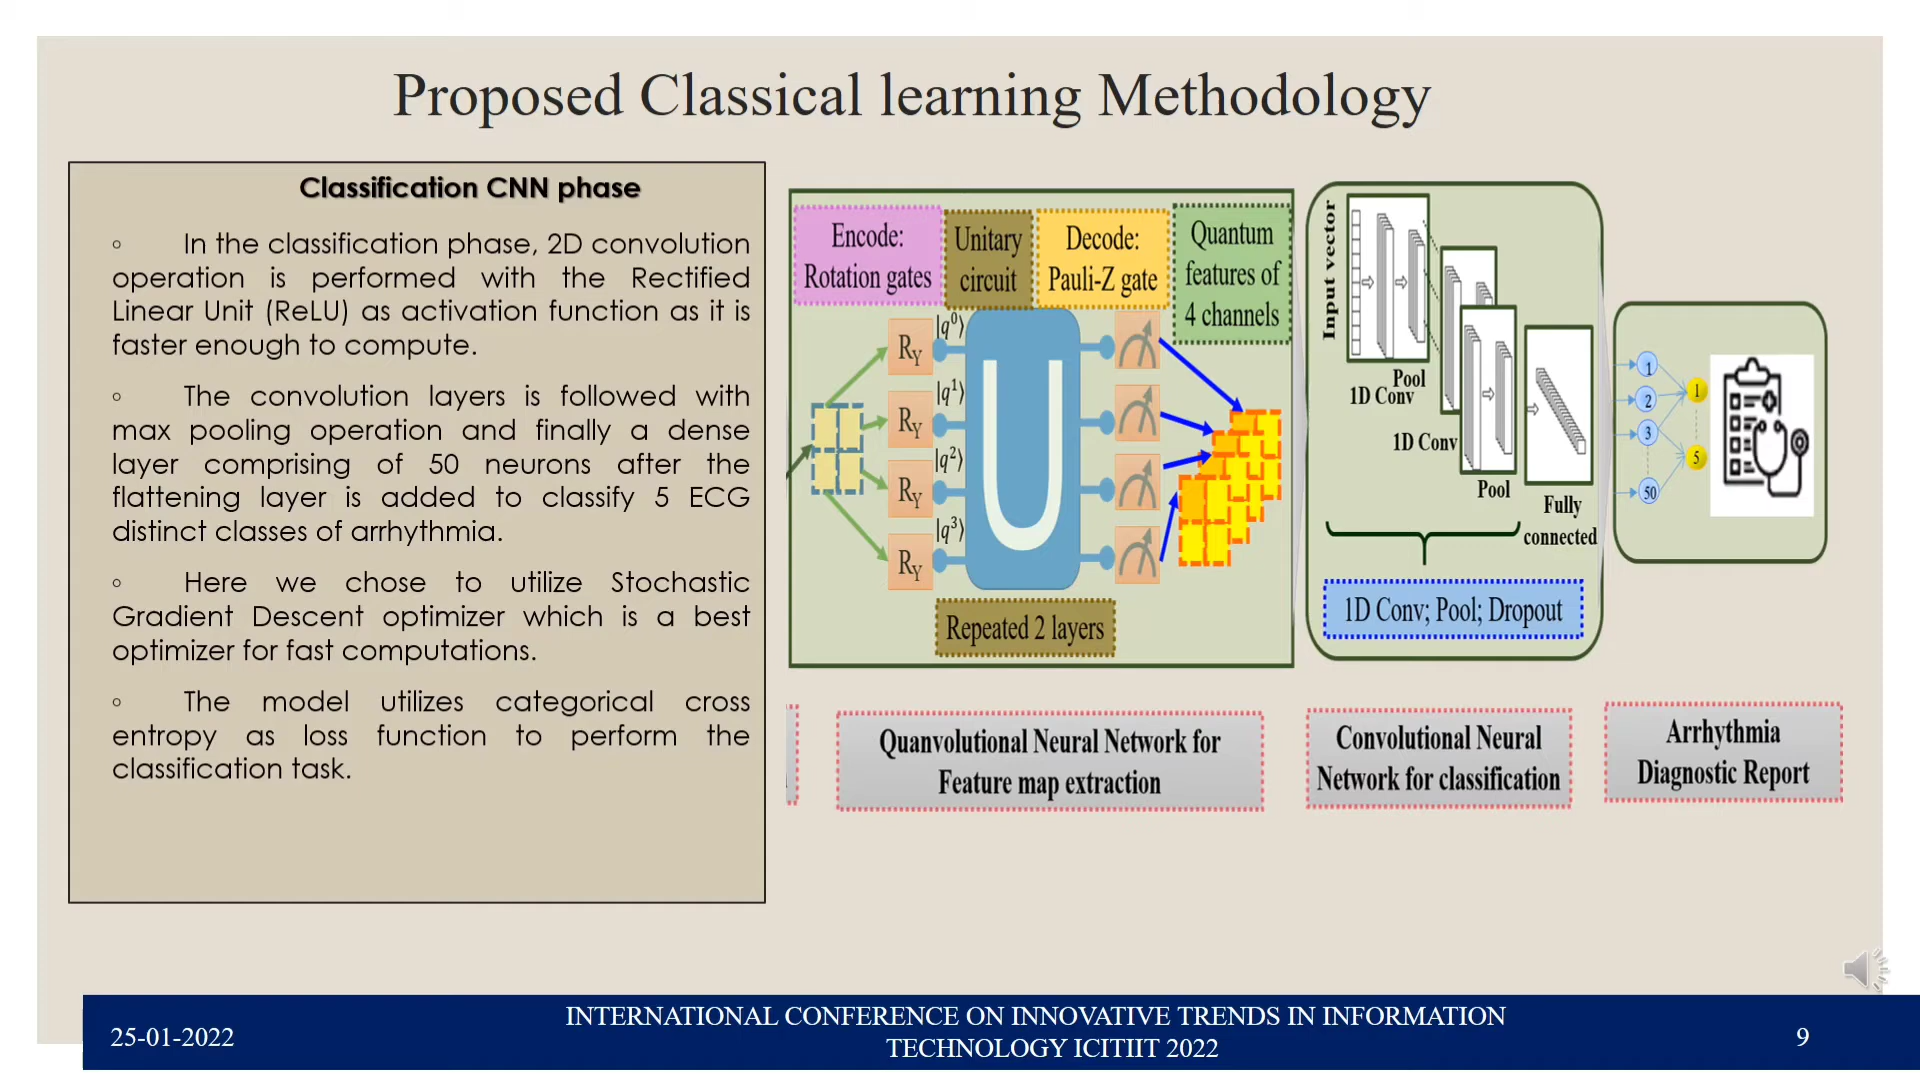 Proposed Classical learning Methodology
Classification CNN phase
◦ In the classification phase, 2D convolution
operation is performed with the Rectified
Linear Unit (ReLU) as activation function as it is
faster enough to compute.
◦ The convolution layers is followed with
max pooling operation and finally a dense
layer comprising of 50 neurons after the
flattening layer is added to classify 5 ECG
distinct classes of arrhythmia.
◦ Here we chose to utilize Stochastic
Gradient Descent optimizer which is a best
optimizer for fast computations.
◦ The model utilizes categorical cross
entropy as loss function to perform the
classification task.
Encode:
Rotation gates
Unitary
circuit
Decode:
Pauli-Z gate
Quantum
features of
4 channels
R_Y
|q^0⟩
R_Y
|q^1⟩
R_Y
|q^2⟩
R_Y
|q^3⟩
U
Repeated 2 layers
Input vector
Pool
1D Conv
1D Conv
Pool
Fully
connected
1D Conv; Pool; Dropout
1
2
3
50
1
5
Quanvolutional Neural Network for
Feature map extraction
Convolutional Neural
Network for classification
Arrhythmia
Diagnostic Report
25-01-2022
INTERNATIONAL CONFERENCE ON INNOVATIVE TRENDS IN INFORMATION
TECHNOLOGY ICITIIT 2022
9